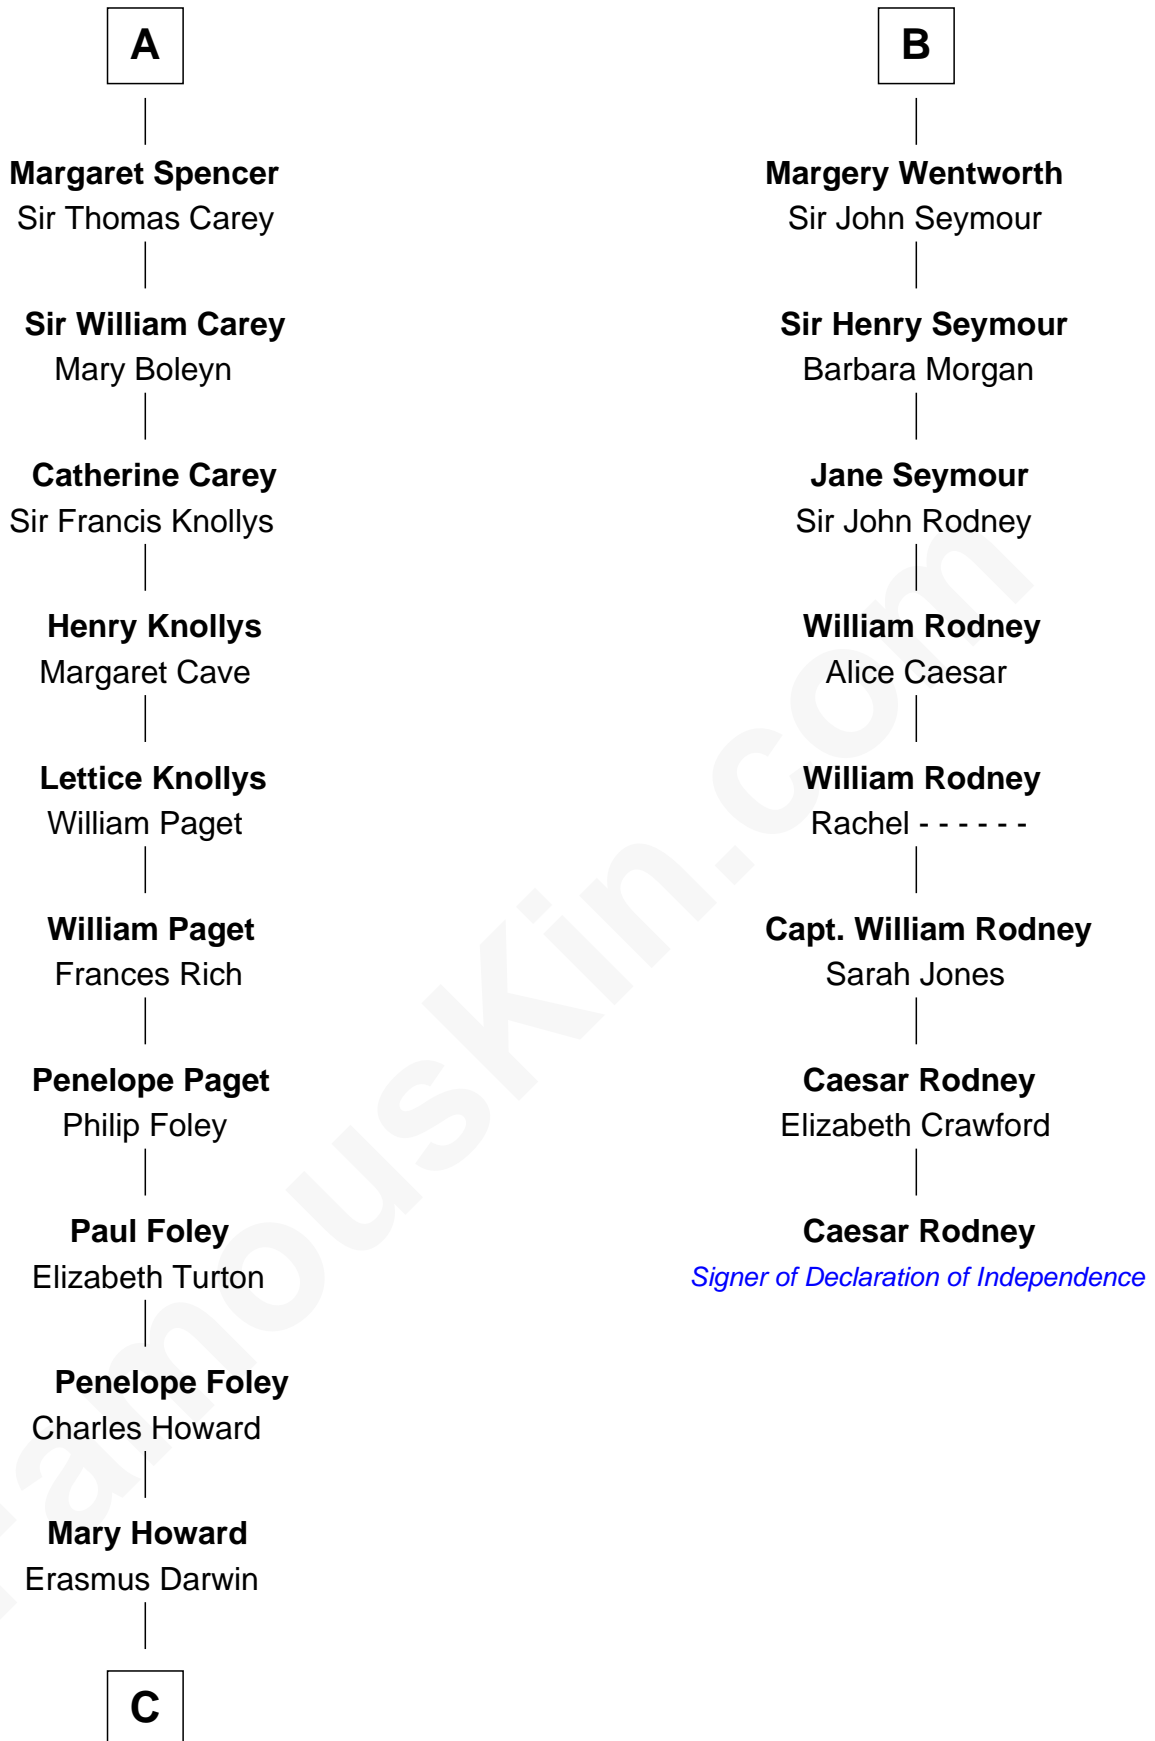 A
Margaret Spencer
Sir Thomas Carey
Sir William Carey
Mary Boleyn
Catherine Carey
Sir Francis Knollys
Henry Knollys
Margaret Cave
Lettice Knollys
William Paget
William Paget
Frances Rich
Penelope Paget
Philip Foley
Paul Foley
Elizabeth Turton
Penelope Foley
Charles Howard
Mary Howard
Erasmus Darwin
C
B
Margery Wentworth
Sir John Seymour
Sir Henry Seymour
Barbara Morgan
Jane Seymour
Sir John Rodney
William Rodney
Alice Caesar
William Rodney
Rachel - - - - - -
Capt. William Rodney
Sarah Jones
Caesar Rodney
Elizabeth Crawford
Caesar Rodney
Signer of Declaration of Independence
FamousKin.com